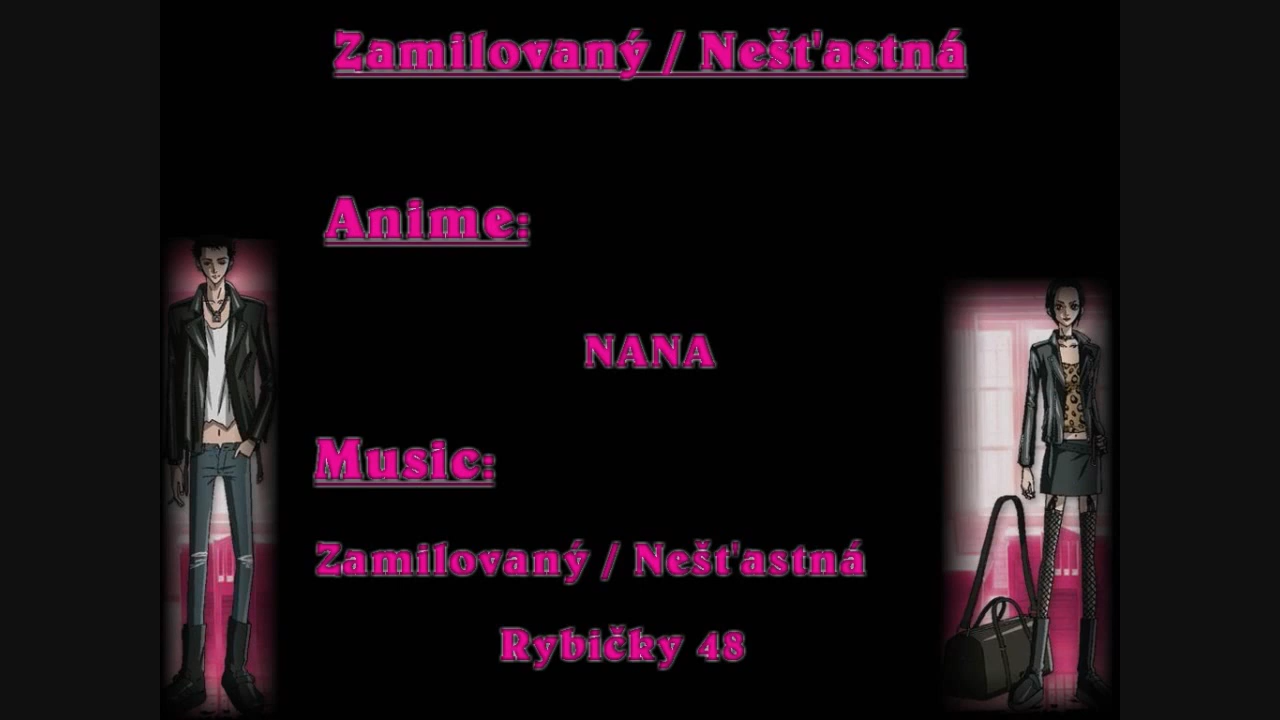 Zamilovaný / Nešťastná
Anime:
NANA
Music:
Zamilovaný / Nešťastná
Rybičky 48